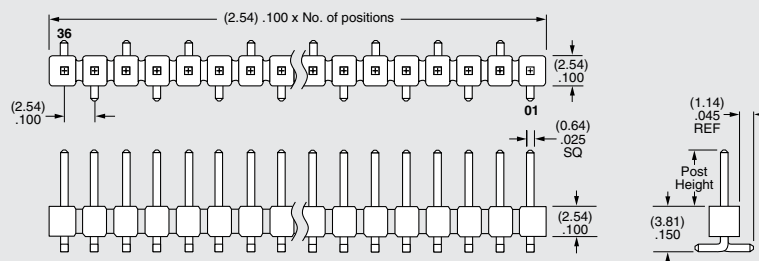 (2.54) .100 x No. of positions
36
(2.54)
.100
(2.54)
.100
01
(0.64)
.025
SQ
(1.14)
.045
REF
Post
Height
(2.54)
.100
(3.81)
.150